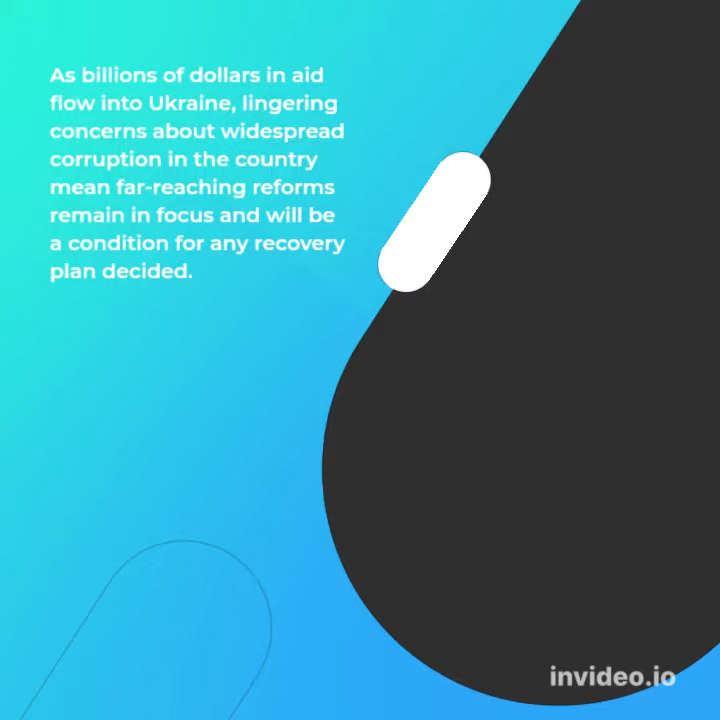 As billions of dollars in aid
flow into Ukraine, lingering
concerns about widespread
corruption in the country
mean far-reaching reforms
remain in focus and will be
a condition for any recovery
plan decided.
invideo.io